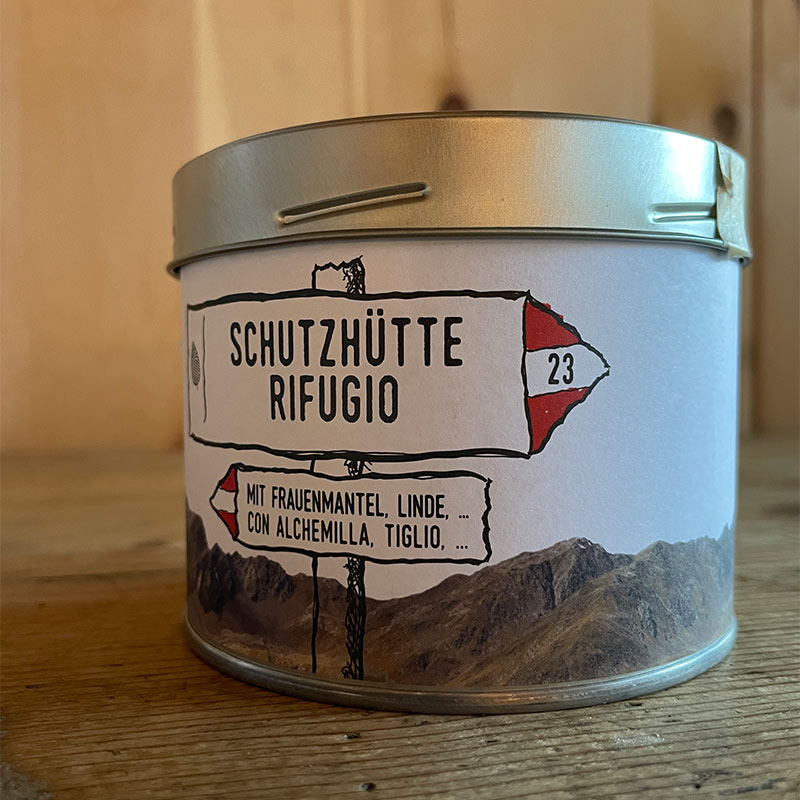 SCHUTZHÜTTE
RIFUGIO
23
MIT FRAUENMANTEL, LINDE, ...
CON ALCHEMILLA, TIGLIO, ...